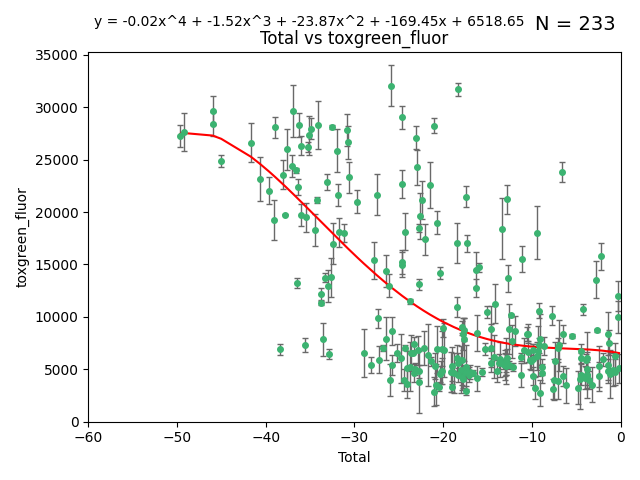 y = -0.02x^4 + -1.52x^3 + -23.87x^2 + -169.45x + 6518.65 N = 233
Total vs toxgreen_fluor
35000
30000
25000
20000
15000
10000
5000
0
toxgreen_fluor
−60 −50 −40 −30 −20 −10 0
Total